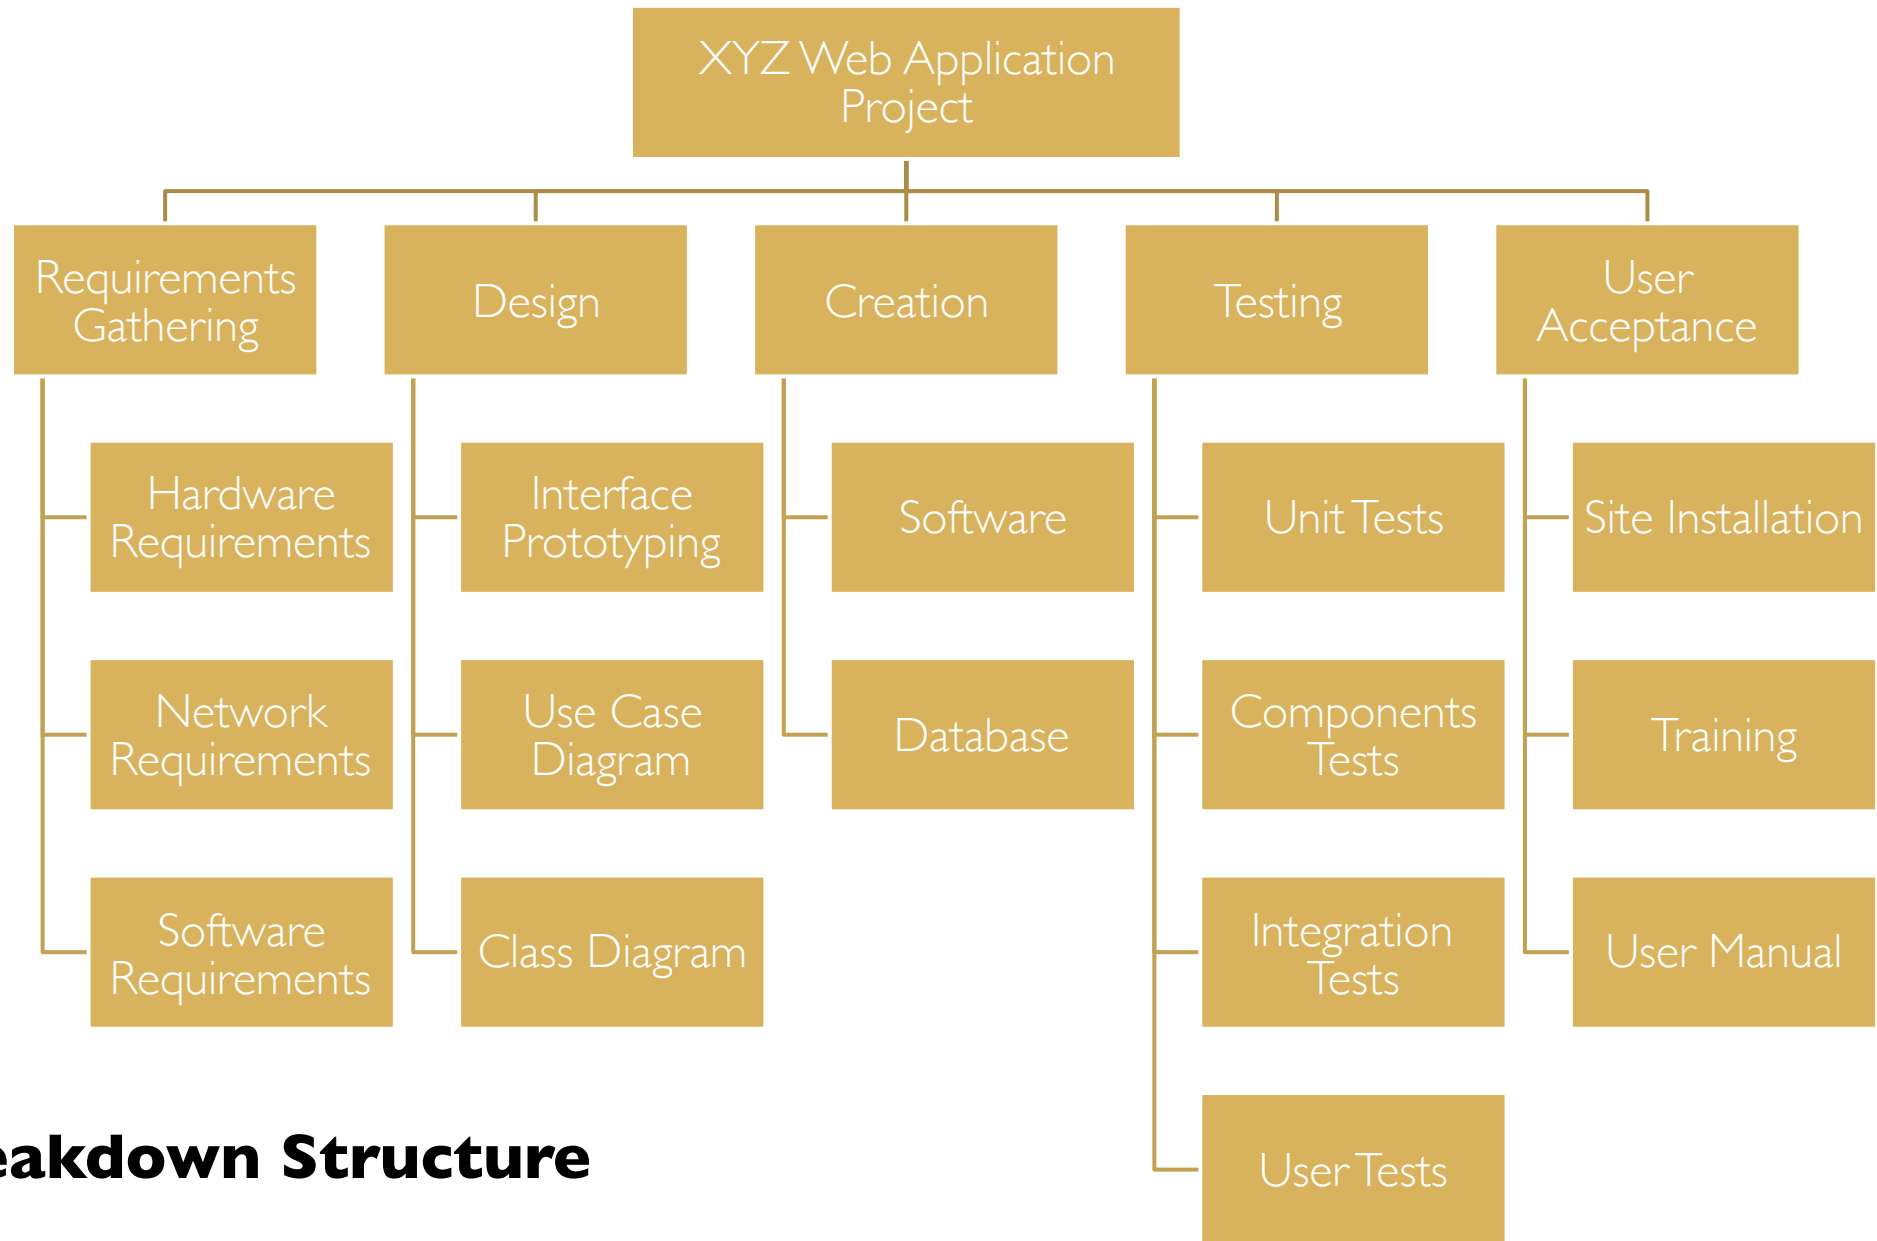 XYZ Web Application
Project
Requirements
Gathering
Design
Creation
Testing
User
Acceptance
Hardware
Requirements
Interface
Prototyping
Software
Unit Tests
Site Installation
Network
Requirements
Use Case
Diagram
Database
Components
Tests
Training
Software
Requirements
Class Diagram
Integration
Tests
User Manual
User Tests
Structure